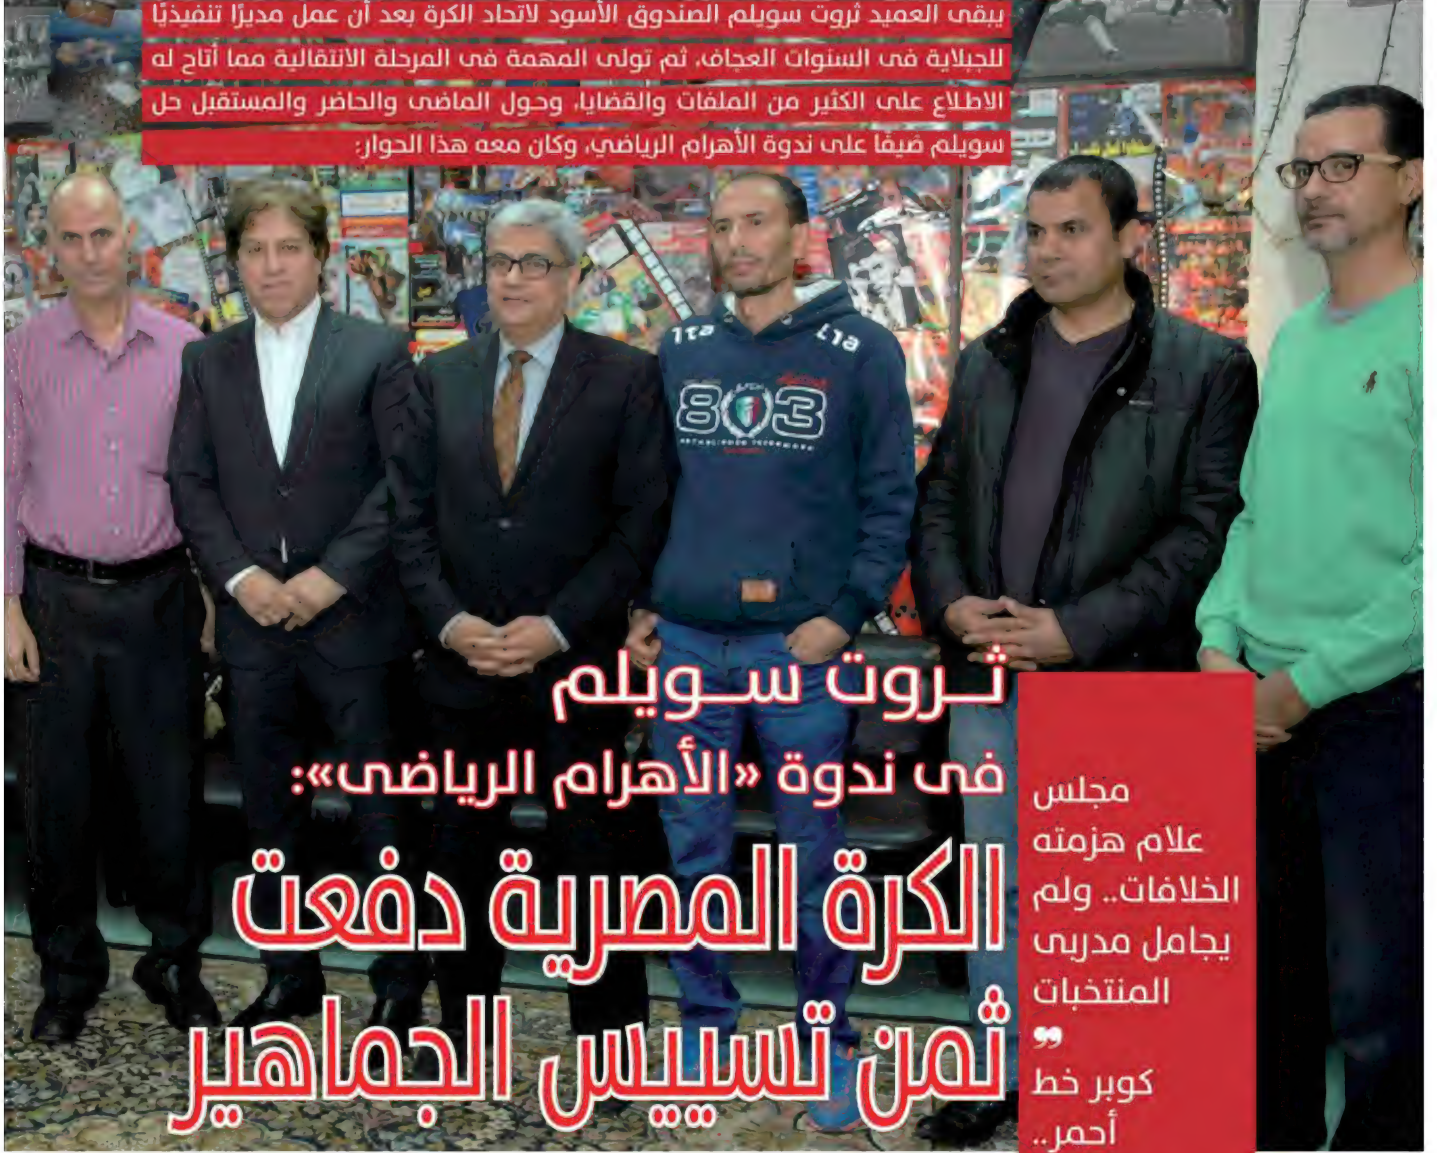 يبقى العميد ثروت سويلم الصندوق الأسود لاتحاد الكرة بعد أن عمل مديرًا تنفيذيًا
للجبلاية فى السنوات العجاف، ثم تولى المهمة فى المرحلة الانتقالية مما أتاح له
الاطلاع على الكثير من الملفات والقضايا، وحول الماضى والحاضر والمستقبل حل
سويلم ضيفًا على ندوة الأهرام الرياضي، وكان معه هذا الحوار:
803
ثروت سويلم
فى ندوة «الأهرام الرياضى»:
الكرة المصرية دفعت
ثمن تسييس الجماهير
مجلس
علام هزمته
الخلافات.. ولم
يجامل مدربى
المنتخبات
كوبر خط
أحمر..